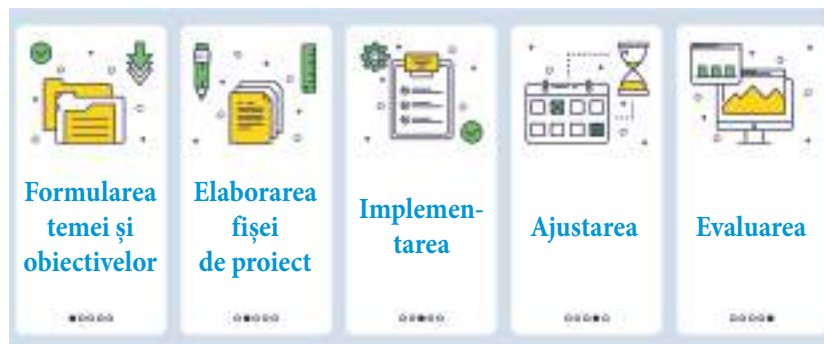 Formularea
temei și
obiectivelor
Elaborarea
fișei
de proiect
Implemen-
tarea
Ajustarea
Evaluarea